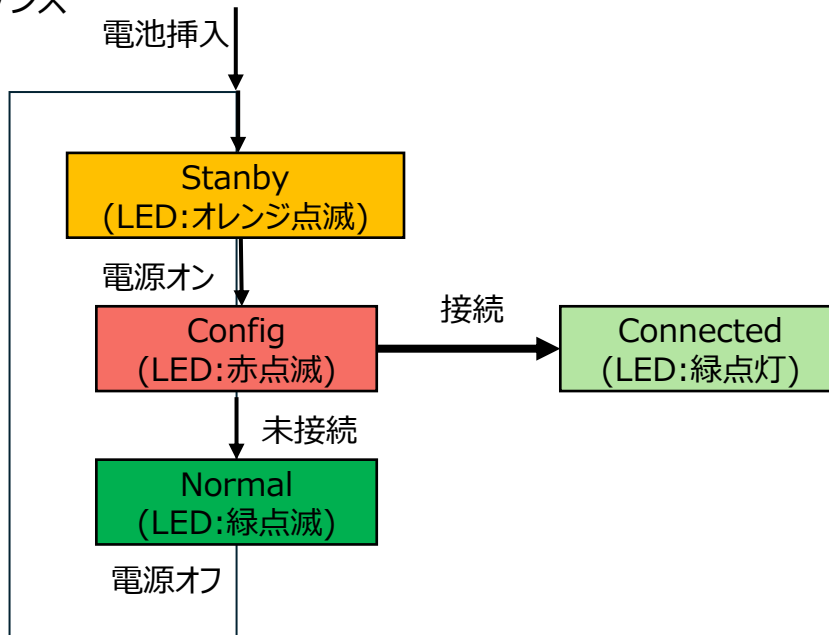 電池挿入
Stanby
(LED:オレンジ点滅)
電源オン
Config
(LED:赤点滅)
接続
Connected
(LED:緑点灯)
未接続
Normal
(LED:緑点滅)
電源オフ